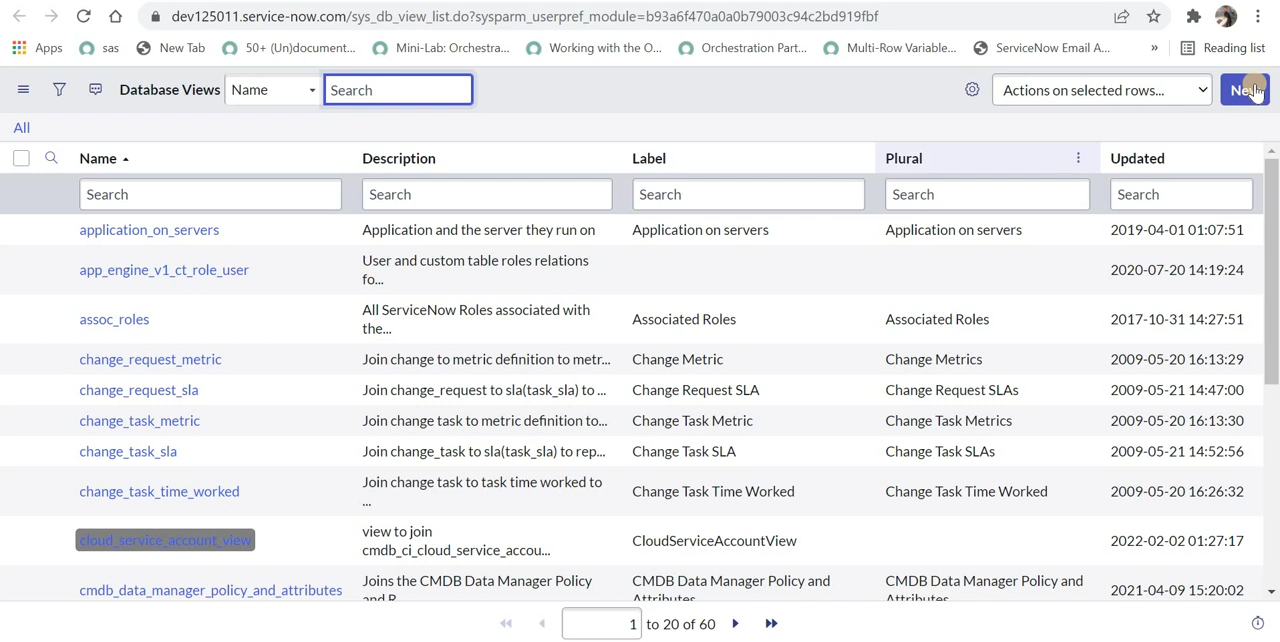 dev125011.service-now.com/sys_db_view_list.do?sysparm_userpref_module=b93a6f470a0a0b79003c94c2bd919fbf
Apps sas New Tab 50+ (Un)document... Mini-Lab: Orchestra... Working with the O... Orchestration Part... Multi-Row Variable... ServiceNow Email A... » Reading list
Database Views Name Search Actions on selected rows...
All
Name Description Label Plural Updated
Search Search Search Search Search
application_on_servers Application and the server they run on Application on servers Application on servers 2019-04-01 01:07:51
app_engine_v1_ct_role_user User and custom table roles relations fo... 2020-07-20 14:19:24
assoc_roles All ServiceNow Roles associated with the... Associated Roles Associated Roles 2017-10-31 14:27:51
change_request_metric Join change to metric definition to metr... Change Metric Change Metrics 2009-05-20 16:13:29
change_request_sla Join change_request to sla(task_sla) to ... Change Request SLA Change Request SLAs 2009-05-21 14:47:00
change_task_metric Join change task to metric definition to... Change Task Metric Change Task Metrics 2009-05-20 16:13:30
change_task_sla Join change_task to sla(task_sla) to rep... Change Task SLA Change Task SLAs 2009-05-21 14:52:56
change_task_time_worked Join change task to task time worked to ... Change Task Time Worked Change Task Time Worked 2009-05-20 16:26:32
cloud_service_account_view view to join cmdb_ci_cloud_service_accou... CloudServiceAccountView 2022-02-02 01:27:17
cmdb_data_manager_policy_and_attributes Joins the CMDB Data Manager Policy and R CMDB Data Manager Policy and Attributes CMDB Data Manager Policy and Attributes 2021-04-09 15:20:02
1 to 20 of 60